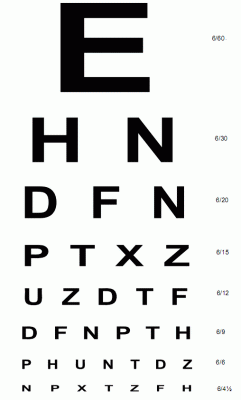 E 6/60
H N 6/30
D F N 6/20
P T X Z 6/15
U Z D T F 6/12
D F N P T H 6/9
P H U N T D Z 6/6
N P X T Z F H 6/4½